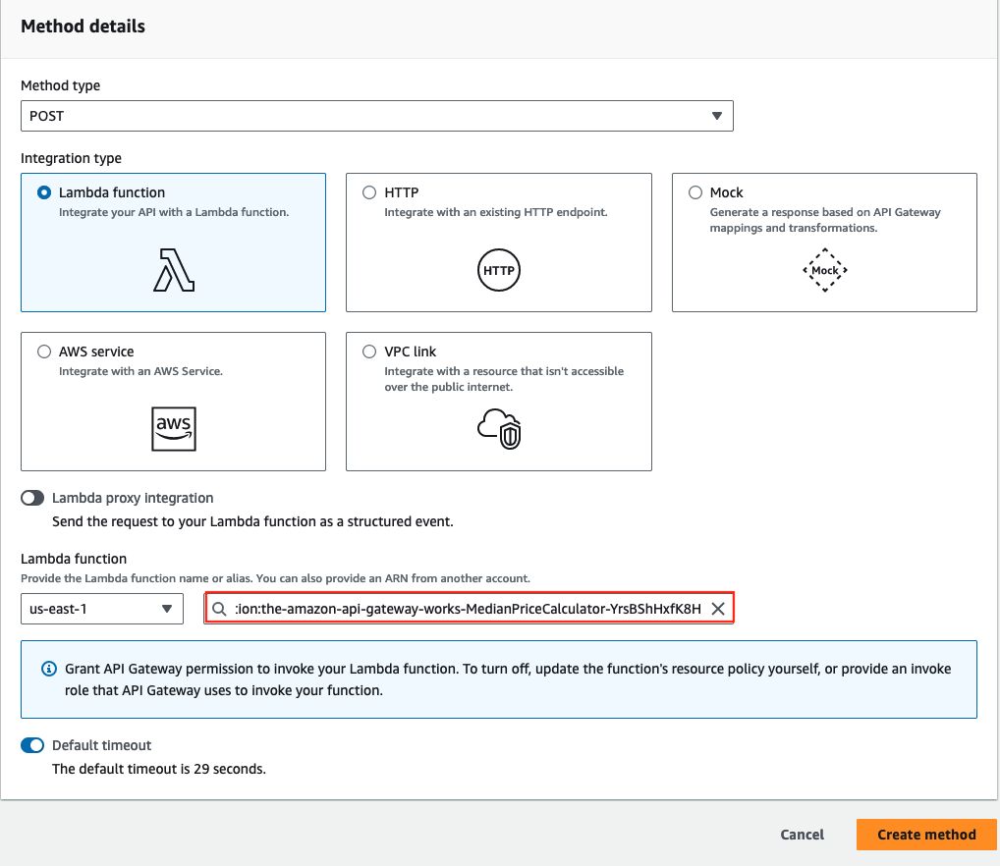 Method details
Method type
POST
Integration type
Lambda function
Integrate your API with a Lambda function.
HTTP
Integrate with an existing HTTP endpoint.
HTTP
Mock
Generate a response based on API Gateway
mappings and transformations.
Mock
AWS service
Integrate with an AWS Service.
aws
VPC link
Integrate with a resource that isn't accessible
over the public internet.
Lambda proxy integration
Send the request to your Lambda function as a structured event.
Lambda function
Provide the Lambda function name or alias. You can also provide an ARN from another account.
us-east-1
:ion:the-amazon-api-gateway-works-MedianPriceCalculator-YrsBShHxfK8H
Grant API Gateway permission to invoke your Lambda function. To turn off, update the function's resource policy yourself, or provide an invoke
role that API Gateway uses to invoke your function.
Default timeout
The default timeout is 29 seconds.
Cancel
Create method